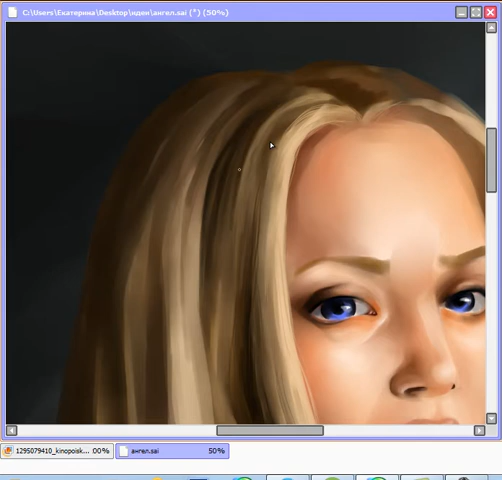 C:\Users\Екатерина\Desktop\идеи\ангел.sai (*) (50%)
1295079410_kinopoisk... 00%
ангел.sai 50%